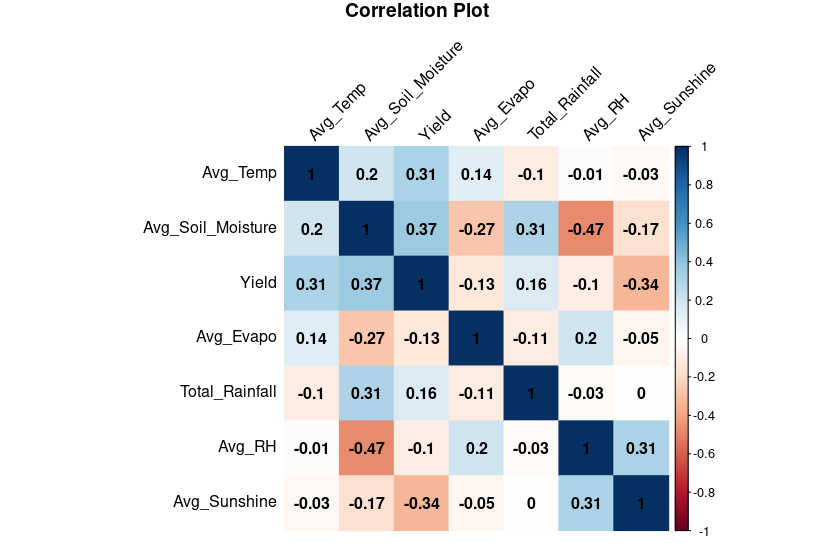 Correlation Plot
Avg_Temp
Avg_Soil_Moisture
Yield
Avg_Evapo
Total_Rainfall
Avg_RH
Avg_Sunshine
Avg_Temp 1 0.2 0.31 0.14 -0.1 -0.01 -0.03
Avg_Soil_Moisture 0.2 1 0.37 -0.27 0.31 -0.47 -0.17
Yield 0.31 0.37 1 -0.13 0.16 -0.1 -0.34
Avg_Evapo 0.14 -0.27 -0.13 1 -0.11 0.2 -0.05
Total_Rainfall -0.1 0.31 0.16 -0.11 1 -0.03 0
Avg_RH -0.01 -0.47 -0.1 0.2 -0.03 1 0.31
Avg_Sunshine -0.03 -0.17 -0.34 -0.05 0 0.31 1
1
0.8
0.6
0.4
0.2
0
-0.2
-0.4
-0.6
-0.8
-1